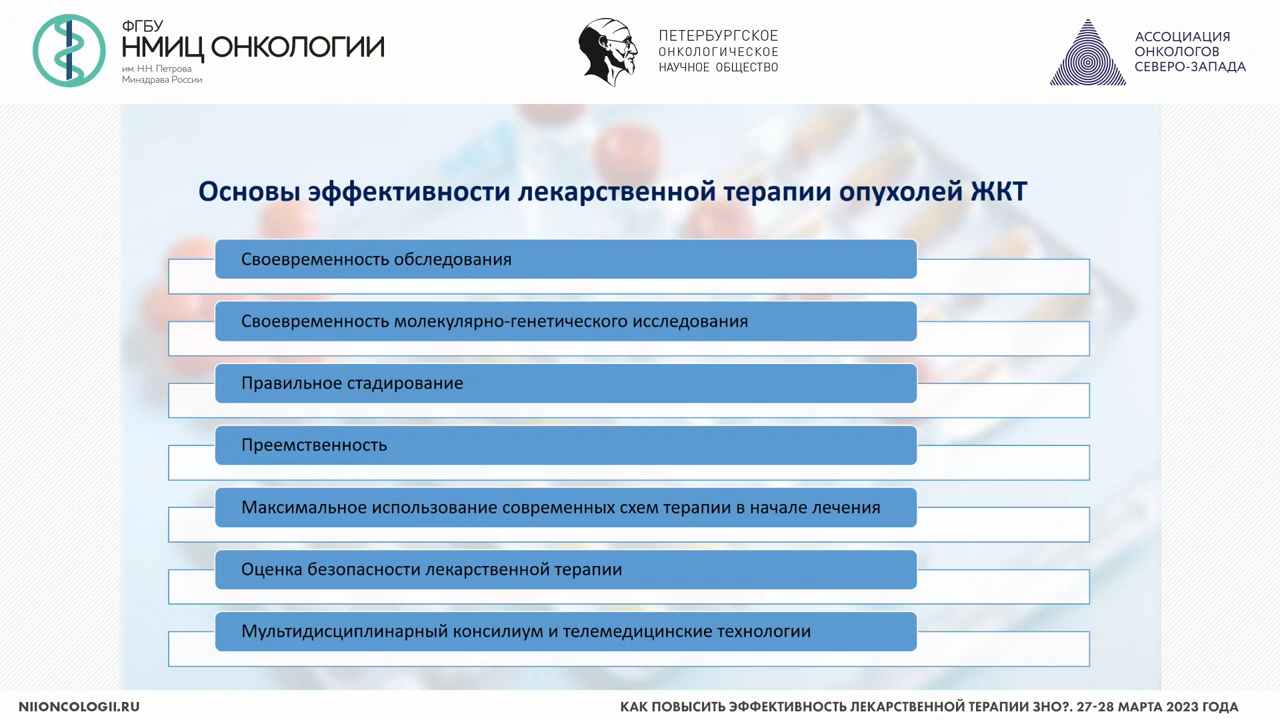 ФГБУ
НМИЦ ОНКОЛОГИИ
им. Н.Н. Петрова
Минздрава России
ПЕТЕРБУРГСКОЕ
ОНКОЛОГИЧЕСКОЕ
НАУЧНОЕ ОБЩЕСТВО
АССОЦИАЦИЯ
ОНКОЛОГОВ
СЕВЕРО-ЗАПАДА
Основы эффективности лекарственной терапии опухолей ЖКТ
Своевременность обследования
Своевременность молекулярно-генетического исследования
Правильное стадирование
Преемственность
Максимальное использование современных схем терапии в начале лечения
Оценка безопасности лекарственной терапии
Мультидисциплинарный консилиум и телемедицинские технологии
NIIONCOLOGII.RU
КАК ПОВЫСИТЬ ЭФФЕКТИВНОСТЬ ЛЕКАРСТВЕННОЙ ТЕРАПИИ ЗНО?. 27-28 МАРТА 2023 ГОДА